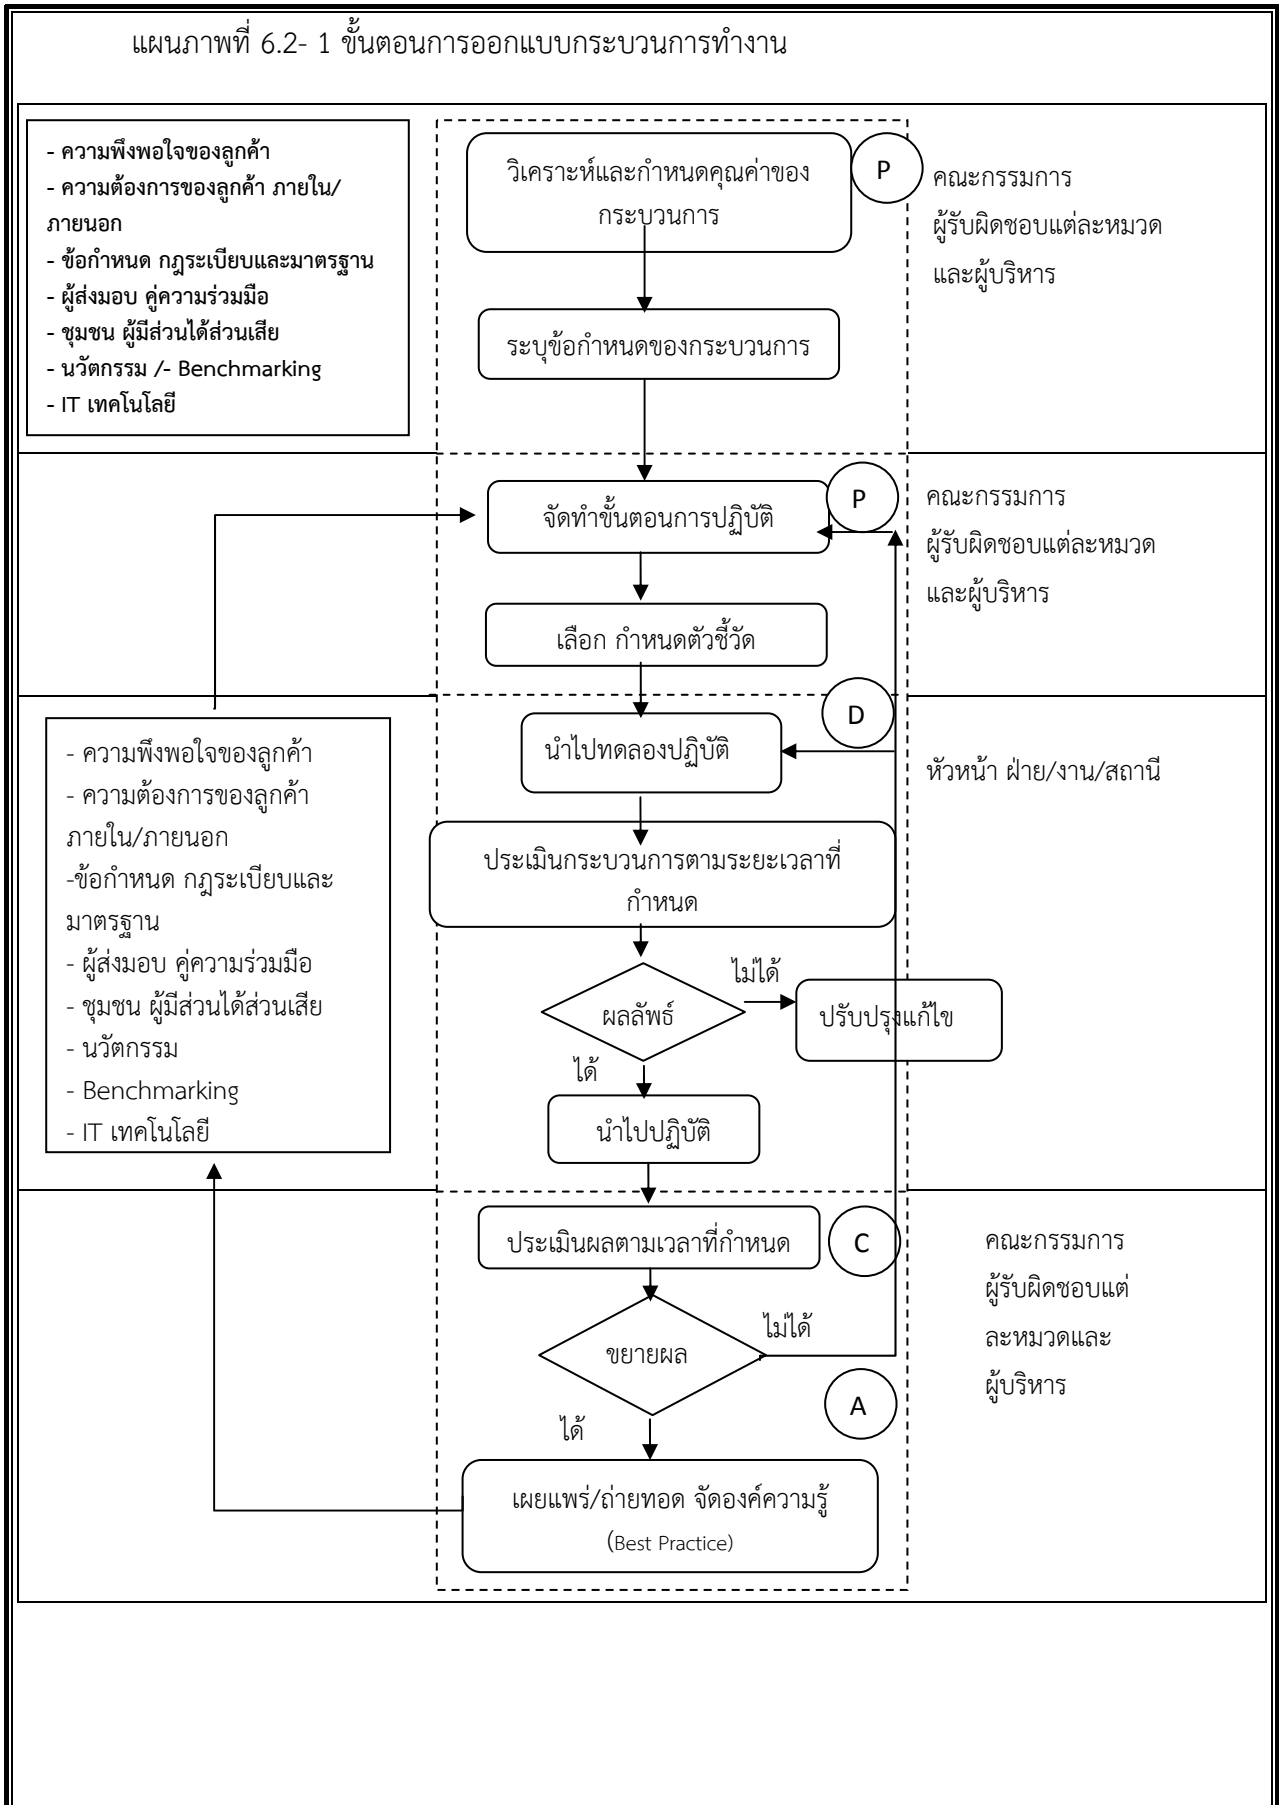 แผนภาพที่ 6.2- 1 ขั้นตอนการออกแบบกระบวนการทำงาน
- ความพึงพอใจของลูกค้า
- ความต้องการของลูกค้า ภายใน/
ภายนอก
- ข้อกำหนด กฎระเบียบและมาตรฐาน
- ผู้ส่งมอบ คู่ความร่วมมือ
- ชุมชน ผู้มีส่วนได้ส่วนเสีย
- นวัตกรรม /- Benchmarking
- IT เทคโนโลยี
วิเคราะห์และกำหนดคุณค่าของ
กระบวนการ
P
คณะกรรมการ
ผู้รับผิดชอบแต่ละหมวด
และผู้บริหาร
ระบุข้อกำหนดของกระบวนการ
จัดทำขั้นตอนการปฏิบัติ
P
คณะกรรมการ
ผู้รับผิดชอบแต่ละหมวด
และผู้บริหาร
เลือก กำหนดตัวชี้วัด
- ความพึงพอใจของลูกค้า
- ความต้องการของลูกค้า
ภายใน/ภายนอก
-ข้อกำหนด กฎระเบียบและ
มาตรฐาน
- ผู้ส่งมอบ คู่ความร่วมมือ
- ชุมชน ผู้มีส่วนได้ส่วนเสีย
- นวัตกรรม
- Benchmarking
- IT เทคโนโลยี
D
นำไปทดลองปฏิบัติ
หัวหน้า ฝ่าย/งาน/สถานี
ประเมินกระบวนการตามระยะเวลาที่
กำหนด
ผลลัพธ์
ไม่ได้
ปรับปรุงแก้ไข
ได้
นำไปปฏิบัติ
ประเมินผลตามเวลาที่กำหนด
C
คณะกรรมการ
ผู้รับผิดชอบแต่
ละหมวดและ
ผู้บริหาร
ขยายผล
ไม่ได้
A
ได้
เผยแพร่/ถ่ายทอด จัดองค์ความรู้
(Best Practice)